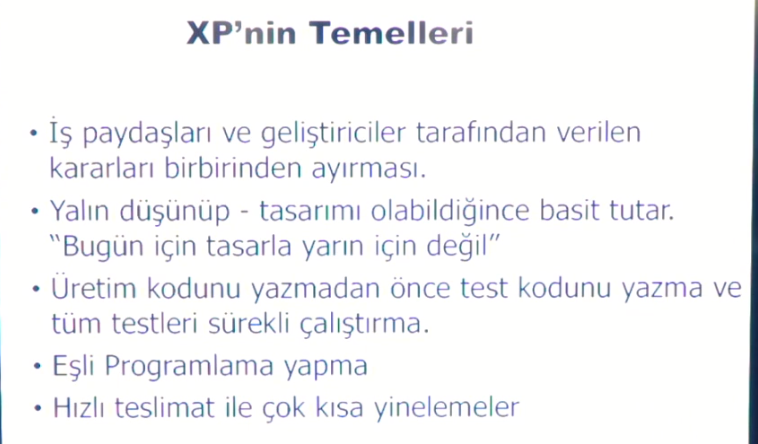 XP’nin Temelleri
• İş paydaşları ve geliştiriciler tarafından verilen
kararları birbirinden ayırması.
• Yalın düşünüp - tasarımı olabildiğince basit tutar.
“Bugün için tasarla yarın için değil”
• Üretim kodunu yazmadan önce test kodunu yazma ve
tüm testleri sürekli çalıştırma.
• Eşli Programlama yapma
• Hızlı teslimat ile çok kısa yinelemeler